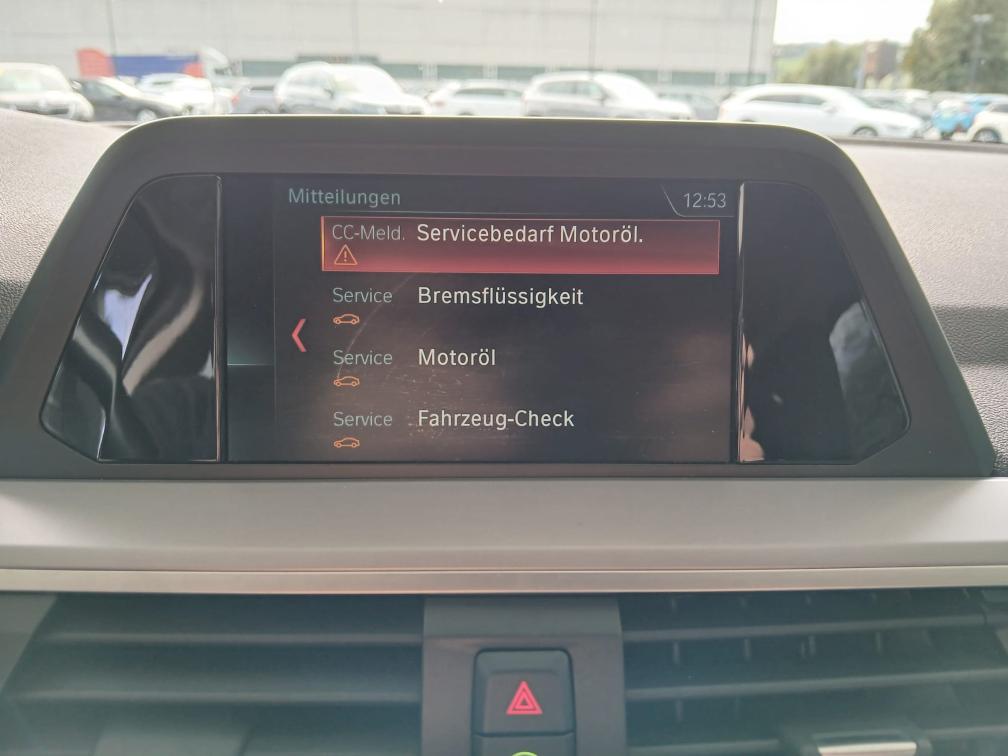 Mitteilungen 12:53
CC-Meld. Servicebedarf Motoröl.
Service Bremsflüssigkeit
Service Motoröl
Service Fahrzeug-Check